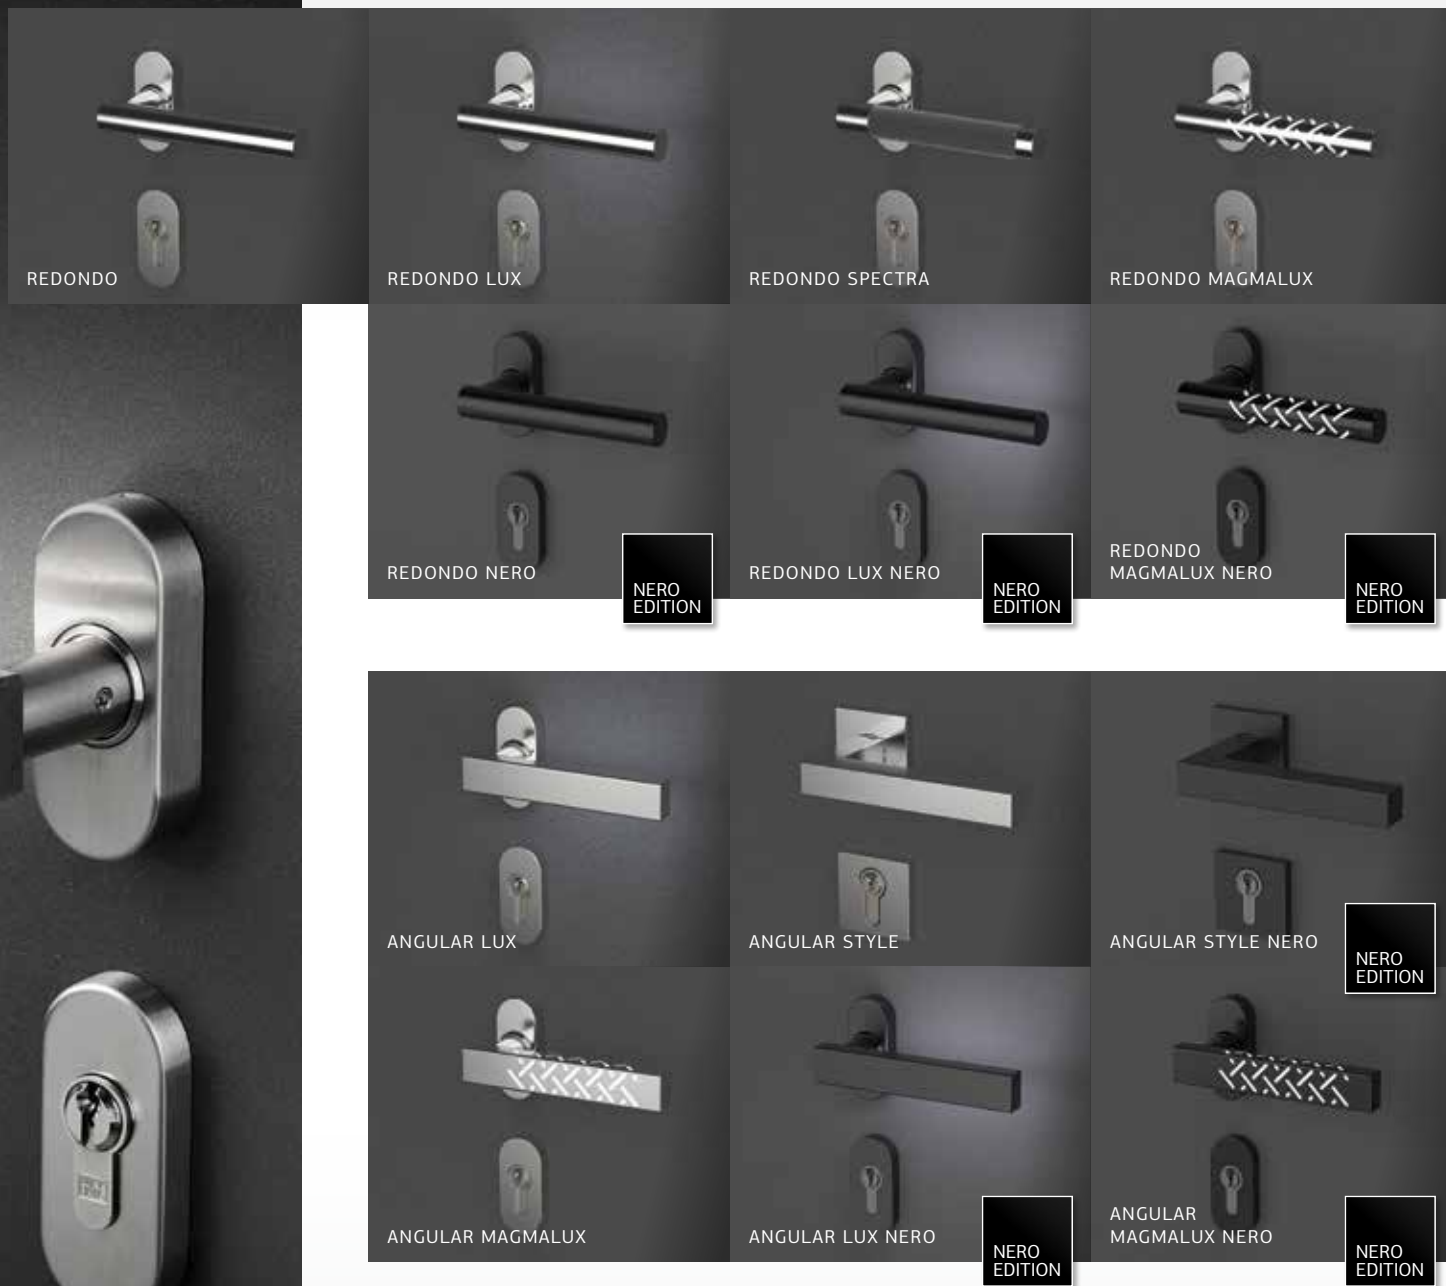 REDONDO
REDONDO LUX
REDONDO SPECTRA
REDONDO MAGMALUX
REDONDO NERO
NERO
EDITION
REDONDO LUX NERO
NERO
EDITION
REDONDO
MAGMALUX NERO
NERO
EDITION
ANGULAR LUX
ANGULAR STYLE
ANGULAR STYLE NERO
NERO
EDITION
ANGULAR MAGMALUX
ANGULAR LUX NERO
NERO
EDITION
ANGULAR
MAGMALUX NERO
NERO
EDITION